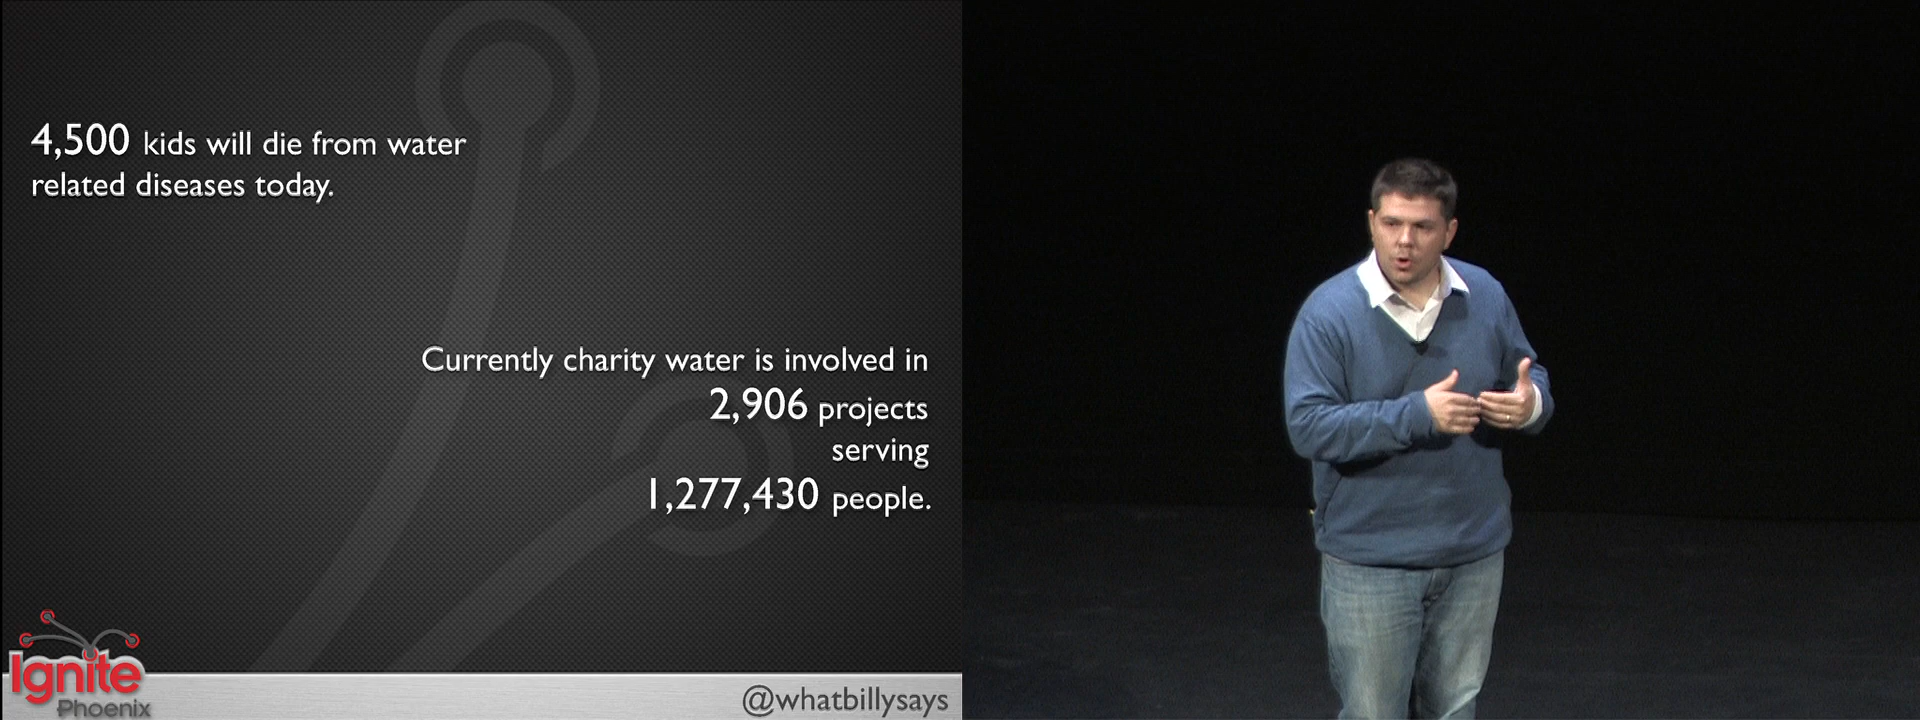 4,500 kids will die from water
related diseases today.
Currently charity water is involved in
2,906 projects
serving
1,277,430 people.
Ignite
Phoenix
@whatbillysays